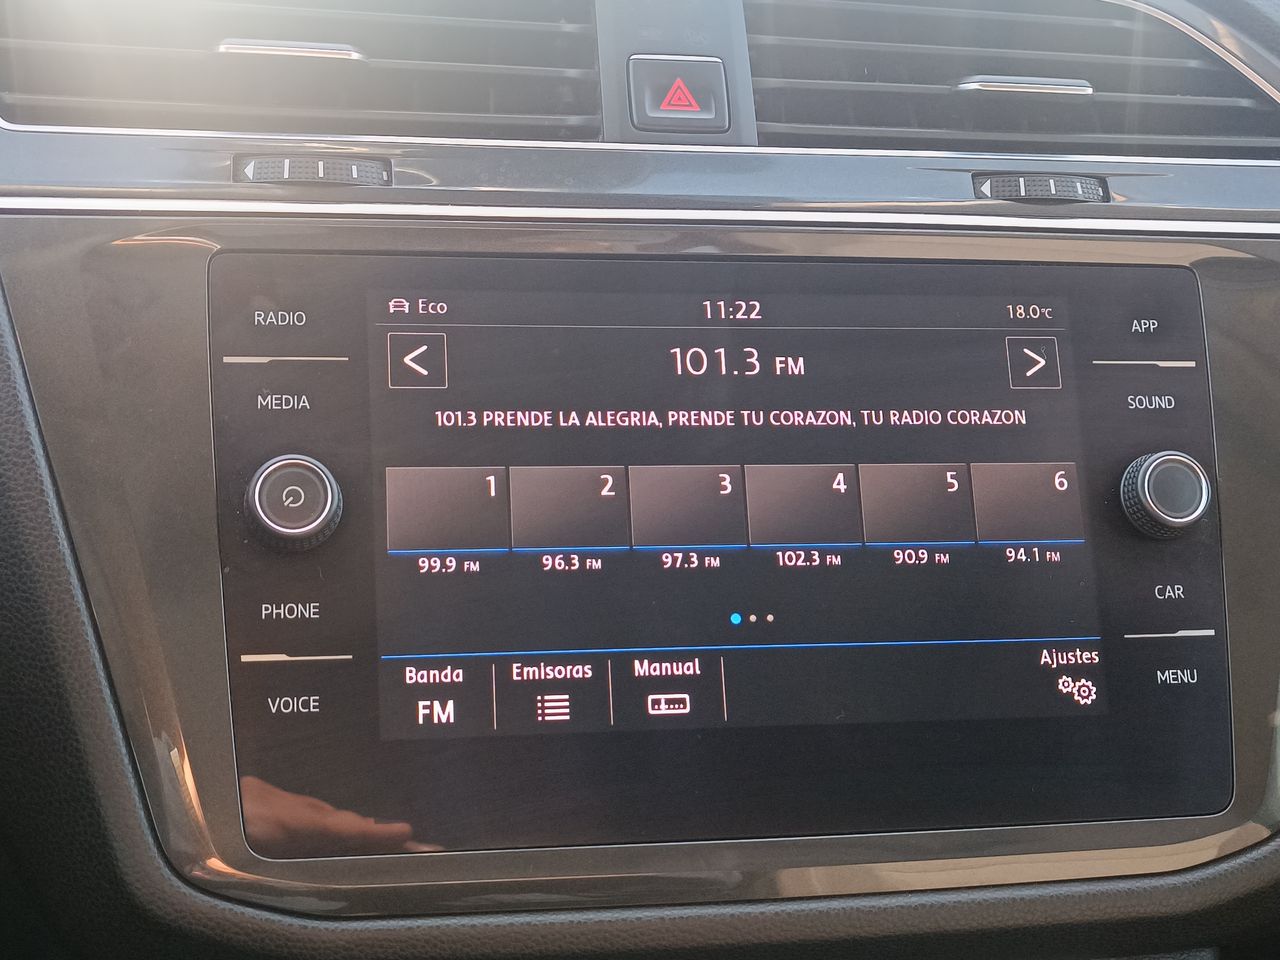 RADIO
MEDIA
PHONE
VOICE
Eco 11:22 18.0°C
< 101.3 FM >
101.3 PRENDE LA ALEGRIA, PRENDE TU CORAZON, TU RADIO CORAZON
1 2 3 4 5 6
99.9 FM 96.3 FM 97.3 FM 102.3 FM 90.9 FM 94.1 FM
Banda Emisoras Manual Ajustes
FM
APP
SOUND
CAR
MENU